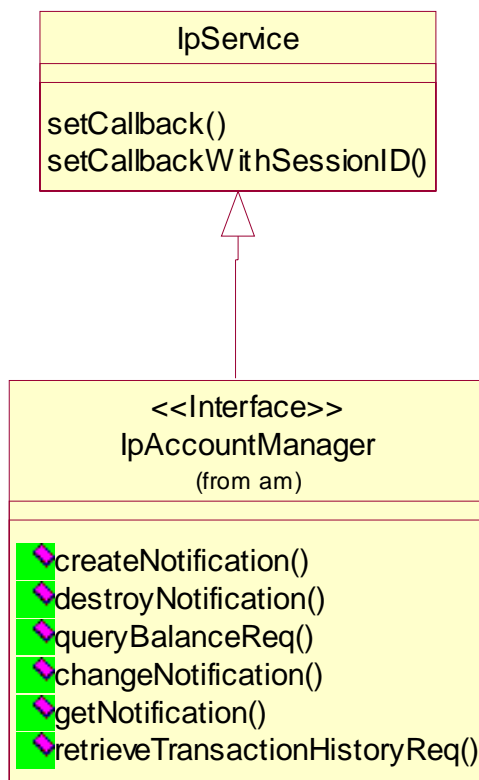 IpService
setCallback()
setCallbackWithSessionID()
<<Interface>>
IpAccountManager
(from am)
createNotification()
destroyNotification()
queryBalanceReq()
changeNotification()
getNotification()
retrieveTransactionHistoryReq()